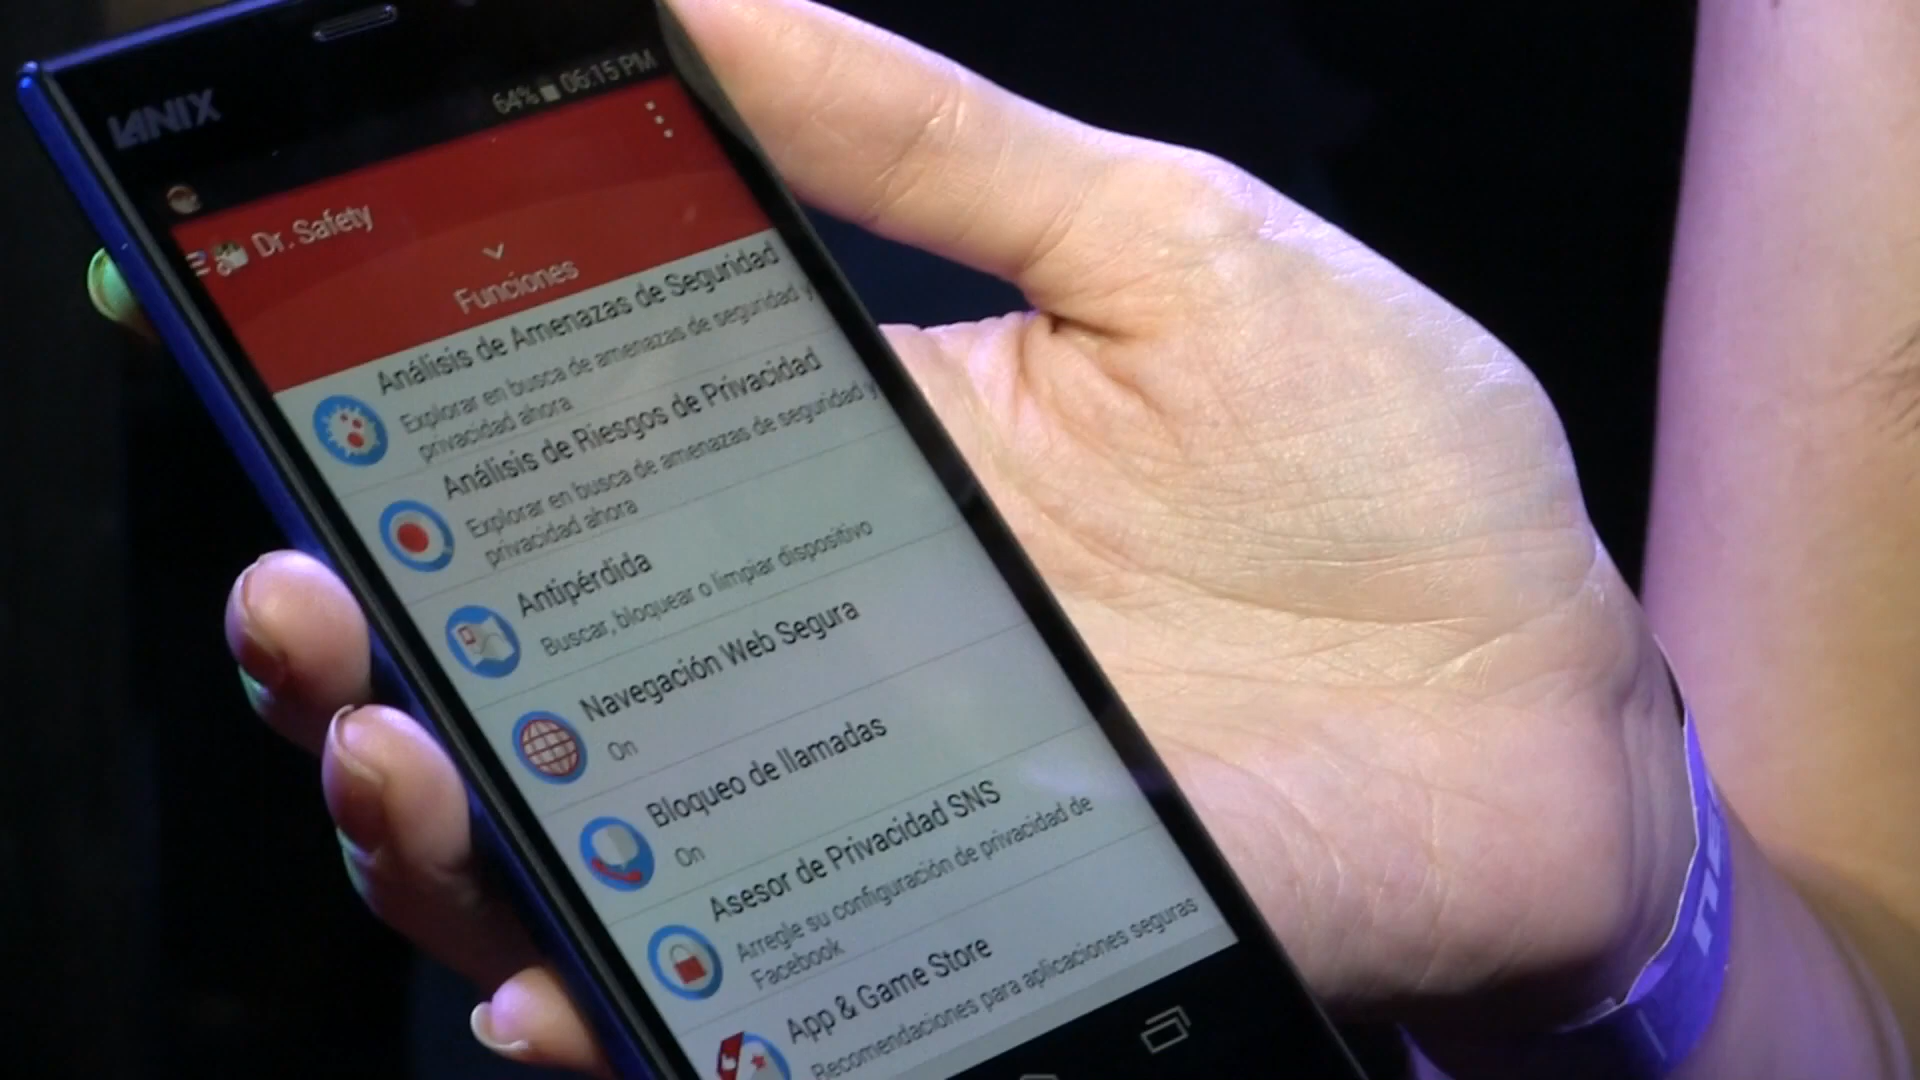 LANIX
64% 06:15 PM
Dr. Safety
Funciones
Análisis de Amenazas de Seguridad
Explorar en busca de amenazas de seguridad y
privacidad ahora
Análisis de Riesgos de Privacidad
Explorar en busca de amenazas de seguridad y
privacidad ahora
Antipérdida
Buscar, bloquear o limpiar dispositivo
Navegación Web Segura
On
Bloqueo de llamadas
On
Asesor de Privacidad SNS
Arregle su configuración de privacidad de
Facebook
App & Game Store
Recomendaciones para aplicaciones seguras